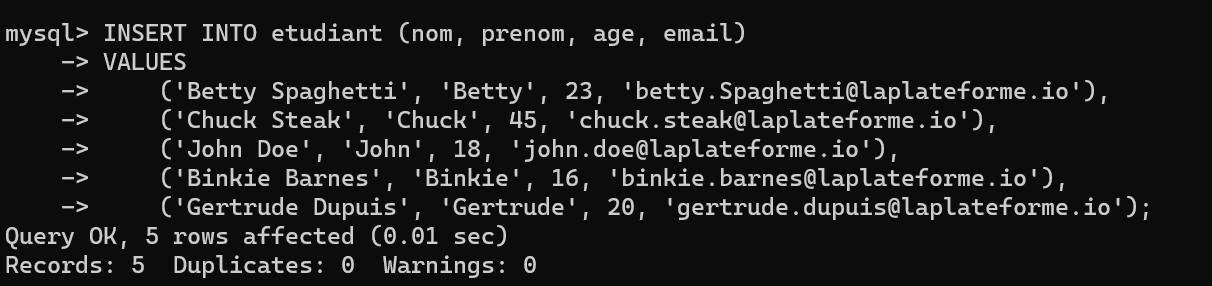 mysql> INSERT INTO etudiant (nom, prenom, age, email)
    -> VALUES
    ->     ('Betty Spaghetti', 'Betty', 23, 'betty.Spaghetti@laplateforme.io'),
    ->     ('Chuck Steak', 'Chuck', 45, 'chuck.steak@laplateforme.io'),
    ->     ('John Doe', 'John', 18, 'john.doe@laplateforme.io'),
    ->     ('Binkie Barnes', 'Binkie', 16, 'binkie.barnes@laplateforme.io'),
    ->     ('Gertrude Dupuis', 'Gertrude', 20, 'gertrude.dupuis@laplateforme.io');
Query OK, 5 rows affected (0.01 sec)
Records: 5  Duplicates: 0  Warnings: 0